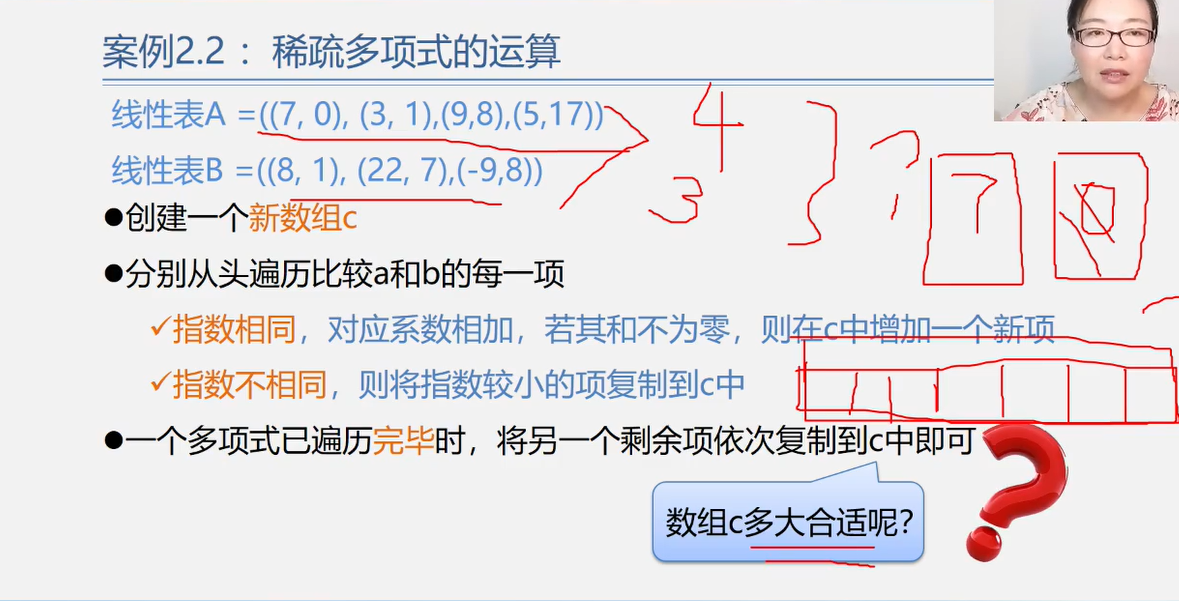 案例2.2 ：稀疏多项式的运算
线性表A =((7, 0), (3, 1),(9,8),(5,17))
线性表B =((8, 1), (22, 7),(-9,8))
4
3
7
0
●创建一个新数组c
●分别从头遍历比较a和b的每一项
✓指数相同，对应系数相加，若其和不为零，则在c中增加一个新项
✓指数不相同，则将指数较小的项复制到c中
●一个多项式已遍历完毕时，将另一个剩余项依次复制到c中即可
数组c多大合适呢？